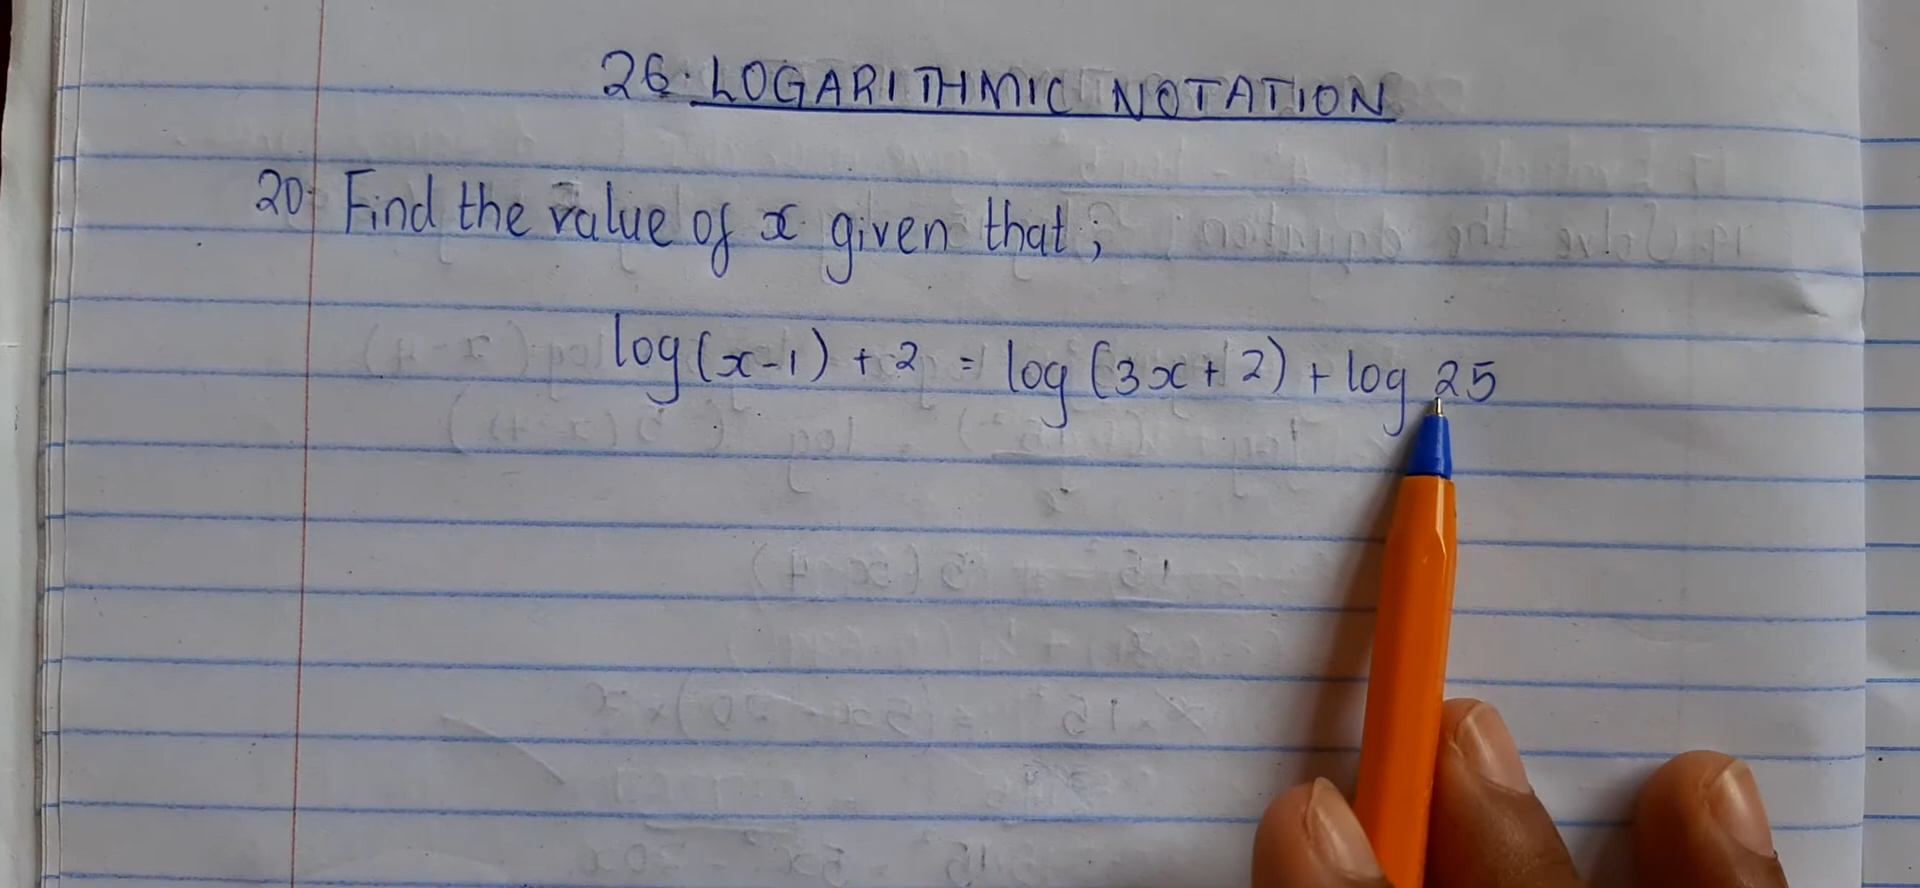 26. LOGARITHMIC NOTATION
20. Find the value of x given that;
log(x-1) + 2 = log(3x+2) + log 25